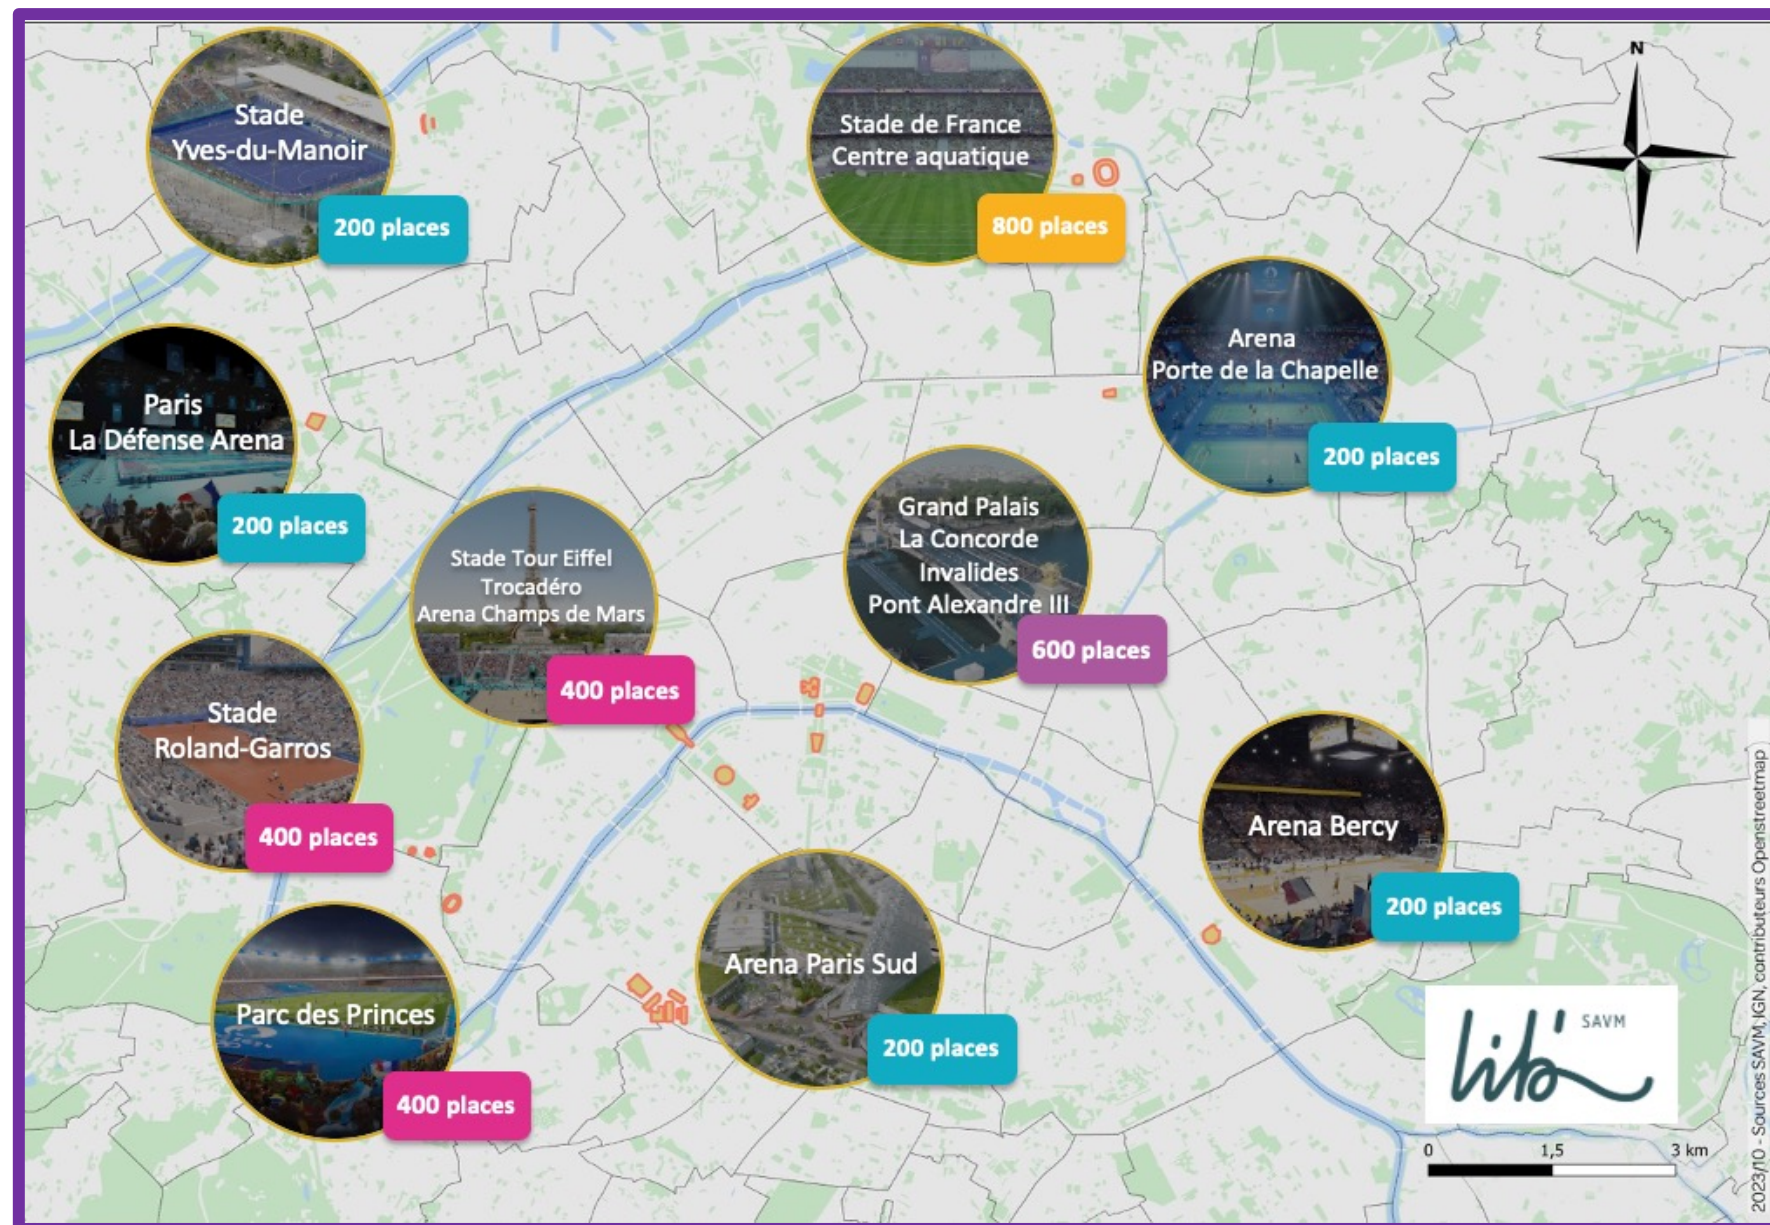 Stade
Yves-du-Manoir
200 places
Stade de France
Centre aquatique
800 places
N
Arena
Porte de la Chapelle
200 places
Paris
La Défense Arena
200 places
Stade Tour Eiffel
Trocadéro
Arena Champs de Mars
400 places
Grand Palais
La Concorde
Invalides
Pont Alexandre III
600 places
Stade
Roland-Garros
400 places
Arena Bercy
200 places
Parc des Princes
400 places
Arena Paris Sud
200 places
lib' SAVM
0 1,5 3 km
2023/10 - Sources SAVM, IGN, contributeurs Openstreetmap